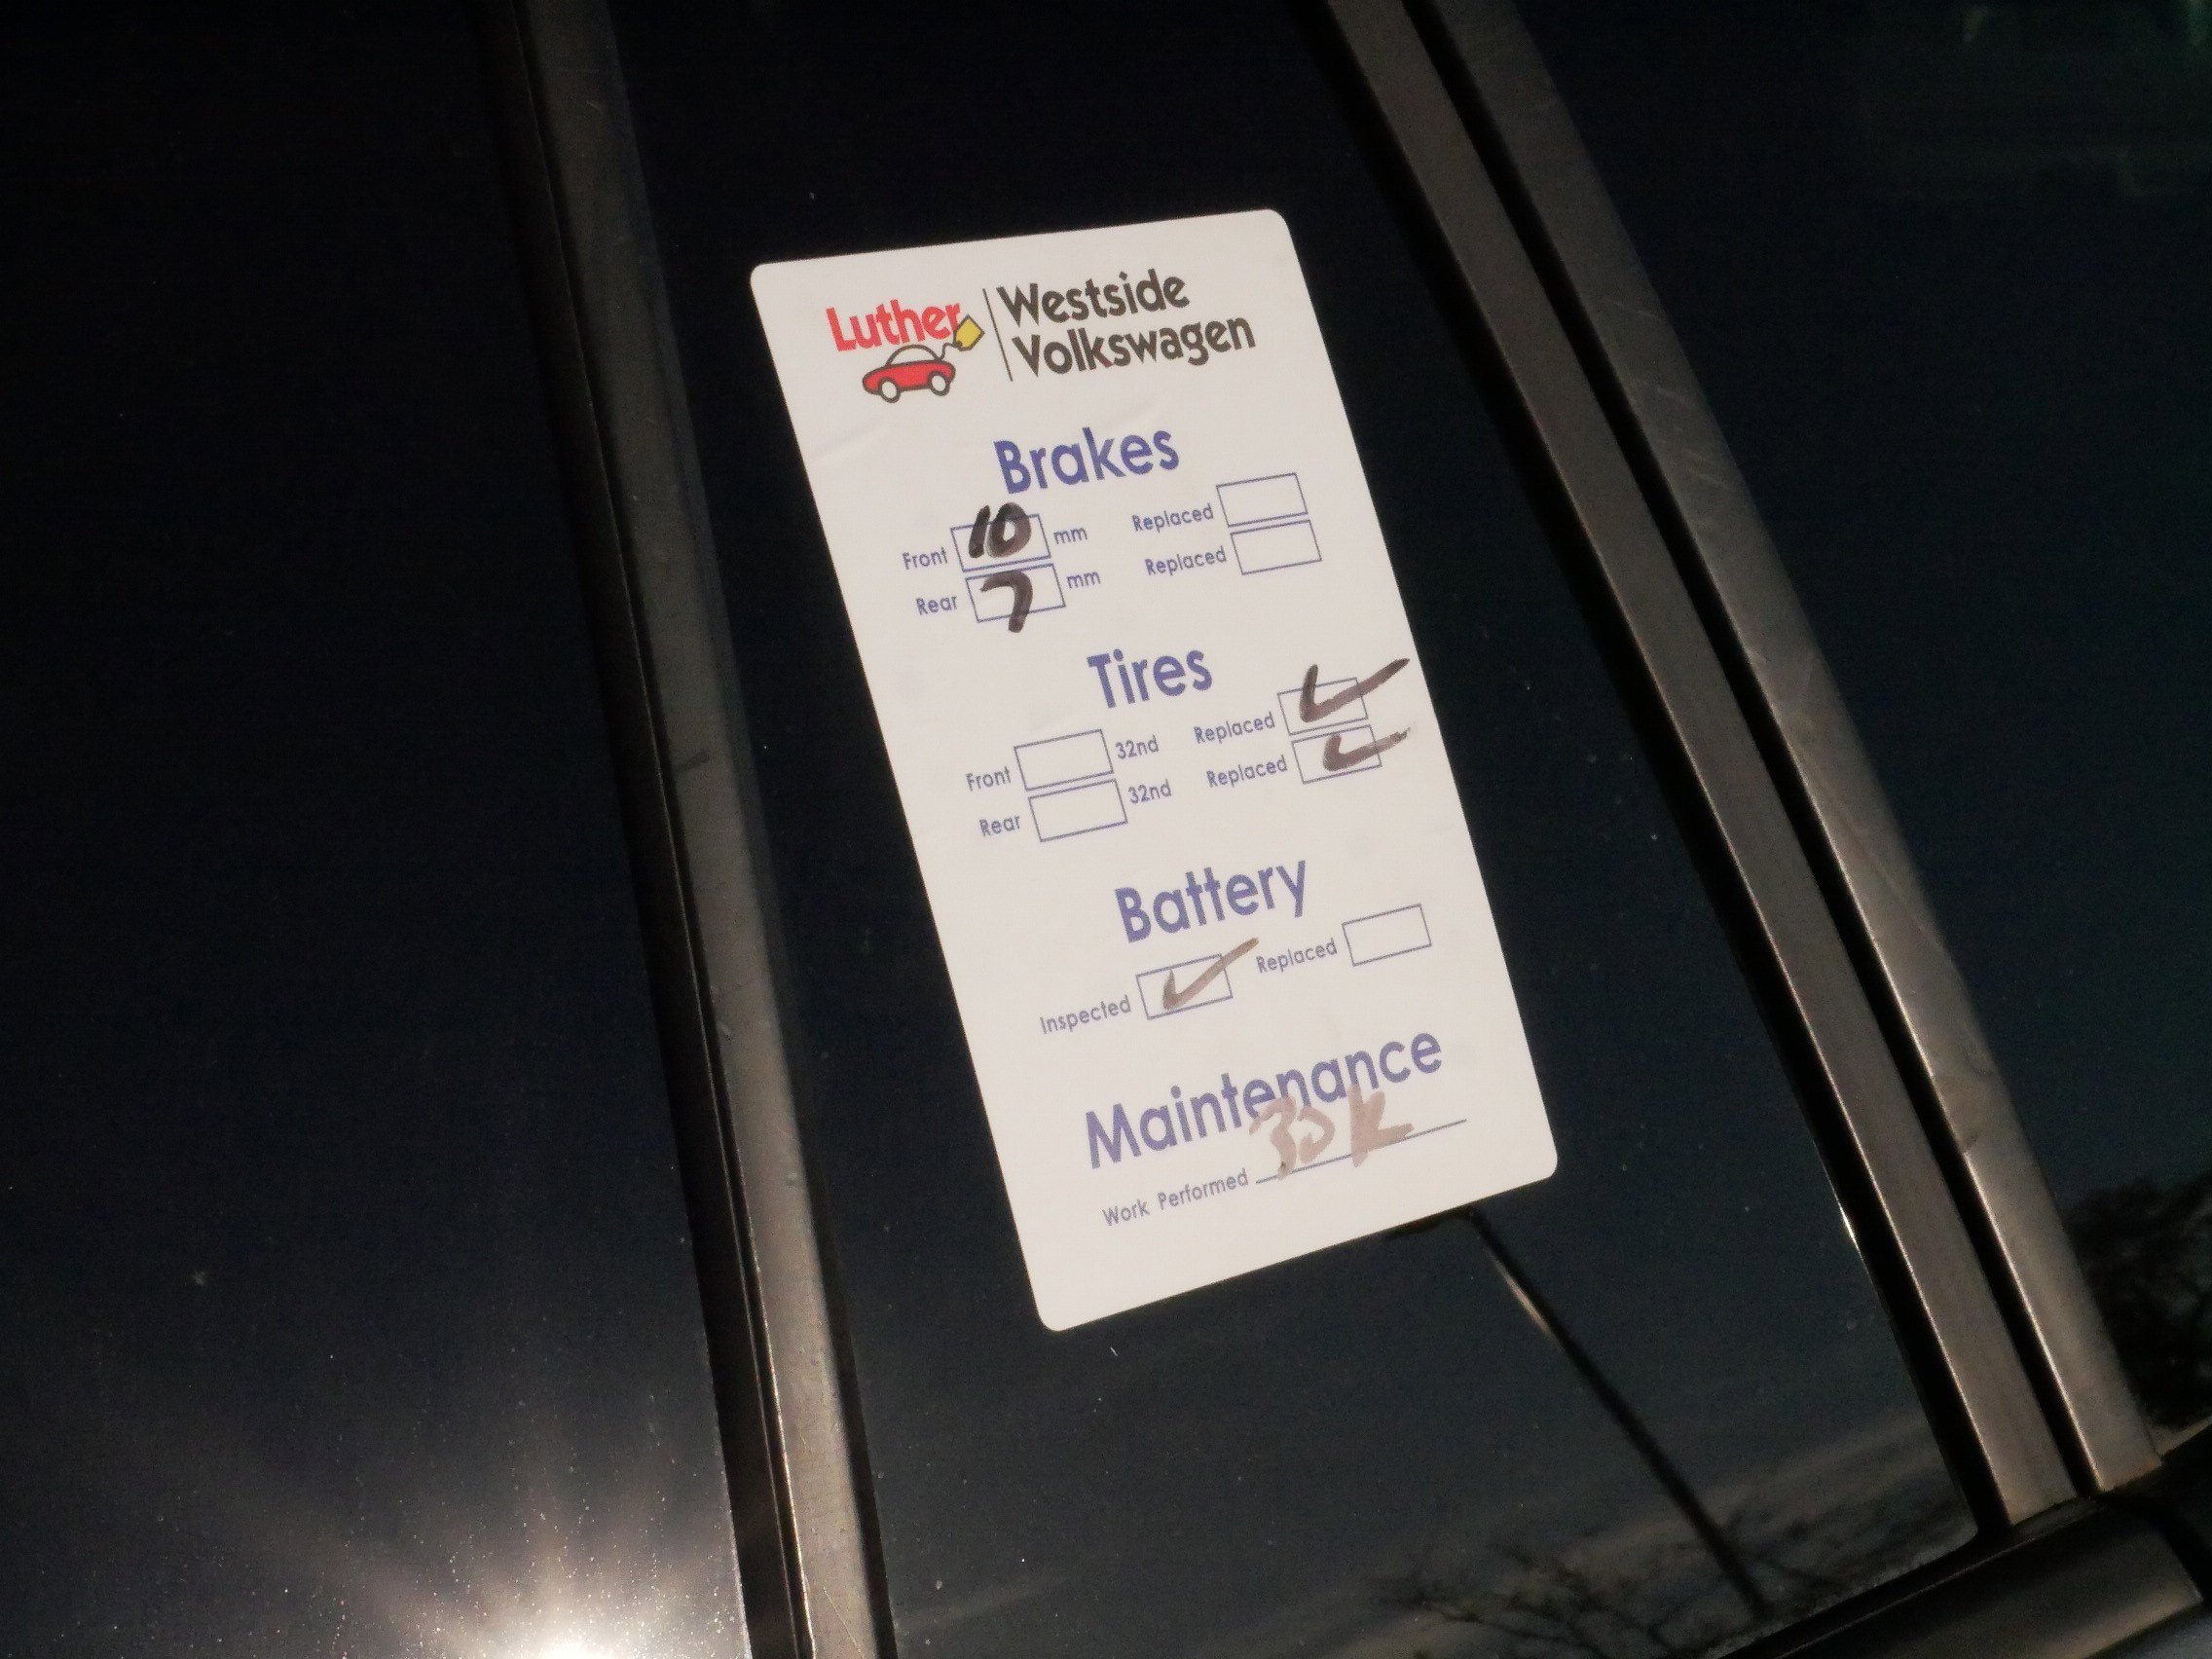 Luther
Westside
Volkswagen
Brakes
Front 10 mm Replaced
Rear 7 mm Replaced
Tires
Front 32nd Replaced ✓
Rear 32nd Replaced ✓
Battery
Inspected ✓ Replaced
Maintenance
Work Performed 30k